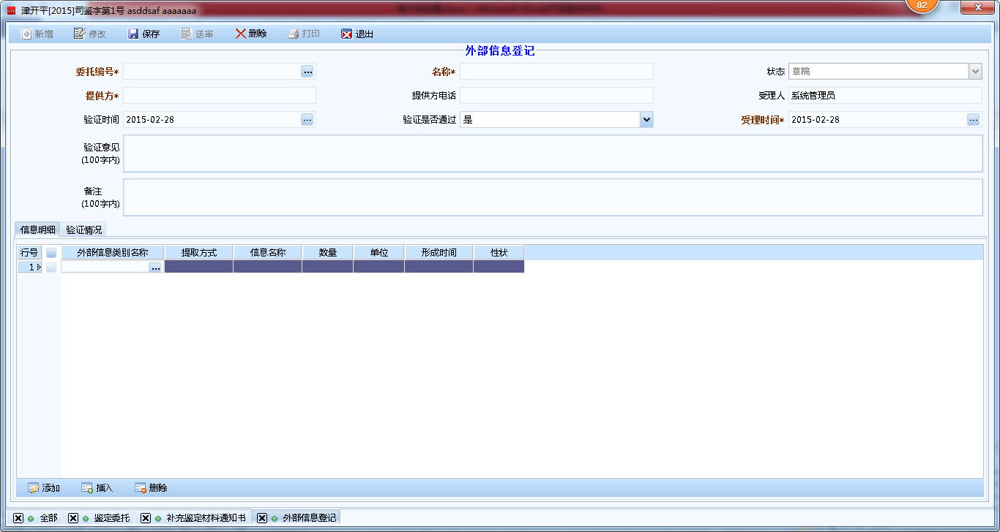 津开平[2015]司鉴字第1号 asddsaf aaaaaaa
82
新增 修改 保存 送审 删除 打印 退出
外部信息登记
委托编号* ... 名称* 状态 草稿
提供方* 提供方电话 受理人 系统管理员
验证时间 2015-02-28 ... 验证是否通过 是 受理时间* 2015-02-28 ...
验证意见
(100字内)
备注
(100字内)
信息明细 验证情况
行号 外部信息类别名称 提取方式 信息名称 数量 单位 形成时间 性状
1 ...
添加 插入 删除
全部 鉴定委托 补充鉴定材料通知书 外部信息登记